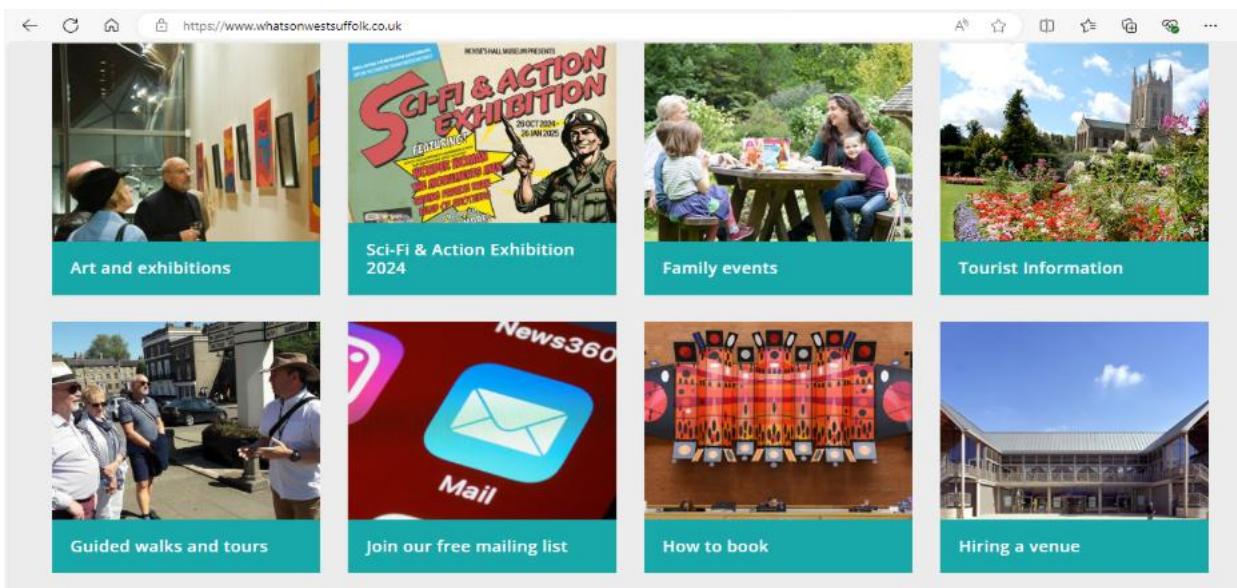 https://www.whatsonwestsuffolk.co.uk
MOYSE'S HALL MUSEUM PRESENTS
SCI-FI & ACTION
EXHIBITION
26 OCT 2024 -
26 JAN 2025
FEATURING:
Art and exhibitions
Sci-Fi & Action Exhibition
2024
Family events
Tourist Information
News360
Mail
Guided walks and tours
Join our free mailing list
How to book
Hiring a venue